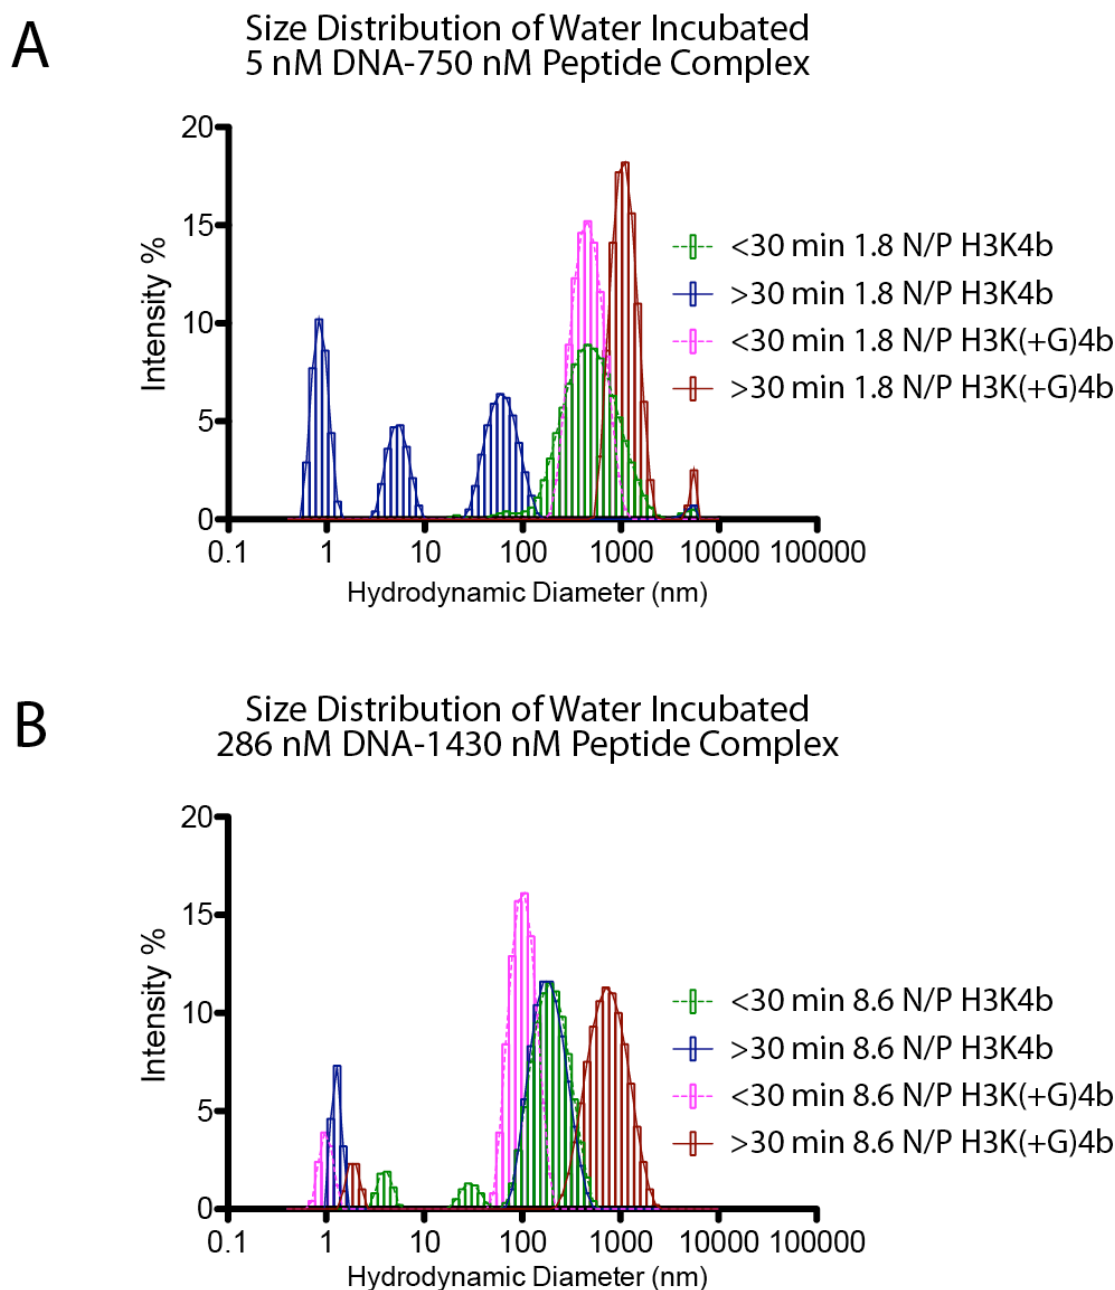 A
Size Distribution of Water Incubated
5 nM DNA-750 nM Peptide Complex
20
15
10
5
0
Intensity %
0.1 1 10 100 1000 10000 100000
Hydrodynamic Diameter (nm)
<30 min 1.8 N/P H3K4b
>30 min 1.8 N/P H3K4b
<30 min 1.8 N/P H3K(+G)4b
>30 min 1.8 N/P H3K(+G)4b
B
Size Distribution of Water Incubated
286 nM DNA-1430 nM Peptide Complex
20
15
10
5
0
Intensity %
0.1 1 10 100 1000 10000 100000
Hydrodynamic Diameter (nm)
<30 min 8.6 N/P H3K4b
>30 min 8.6 N/P H3K4b
<30 min 8.6 N/P H3K(+G)4b
>30 min 8.6 N/P H3K(+G)4b